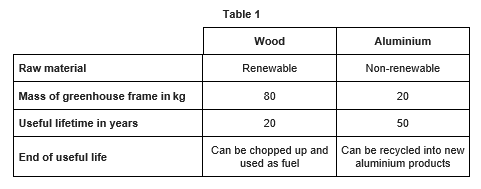 Table 1
Wood Aluminium
Raw material Renewable Non-renewable
Mass of greenhouse frame in kg 80 20
Useful lifetime in years 20 50
End of useful life Can be chopped up and used as fuel Can be recycled into new aluminium products